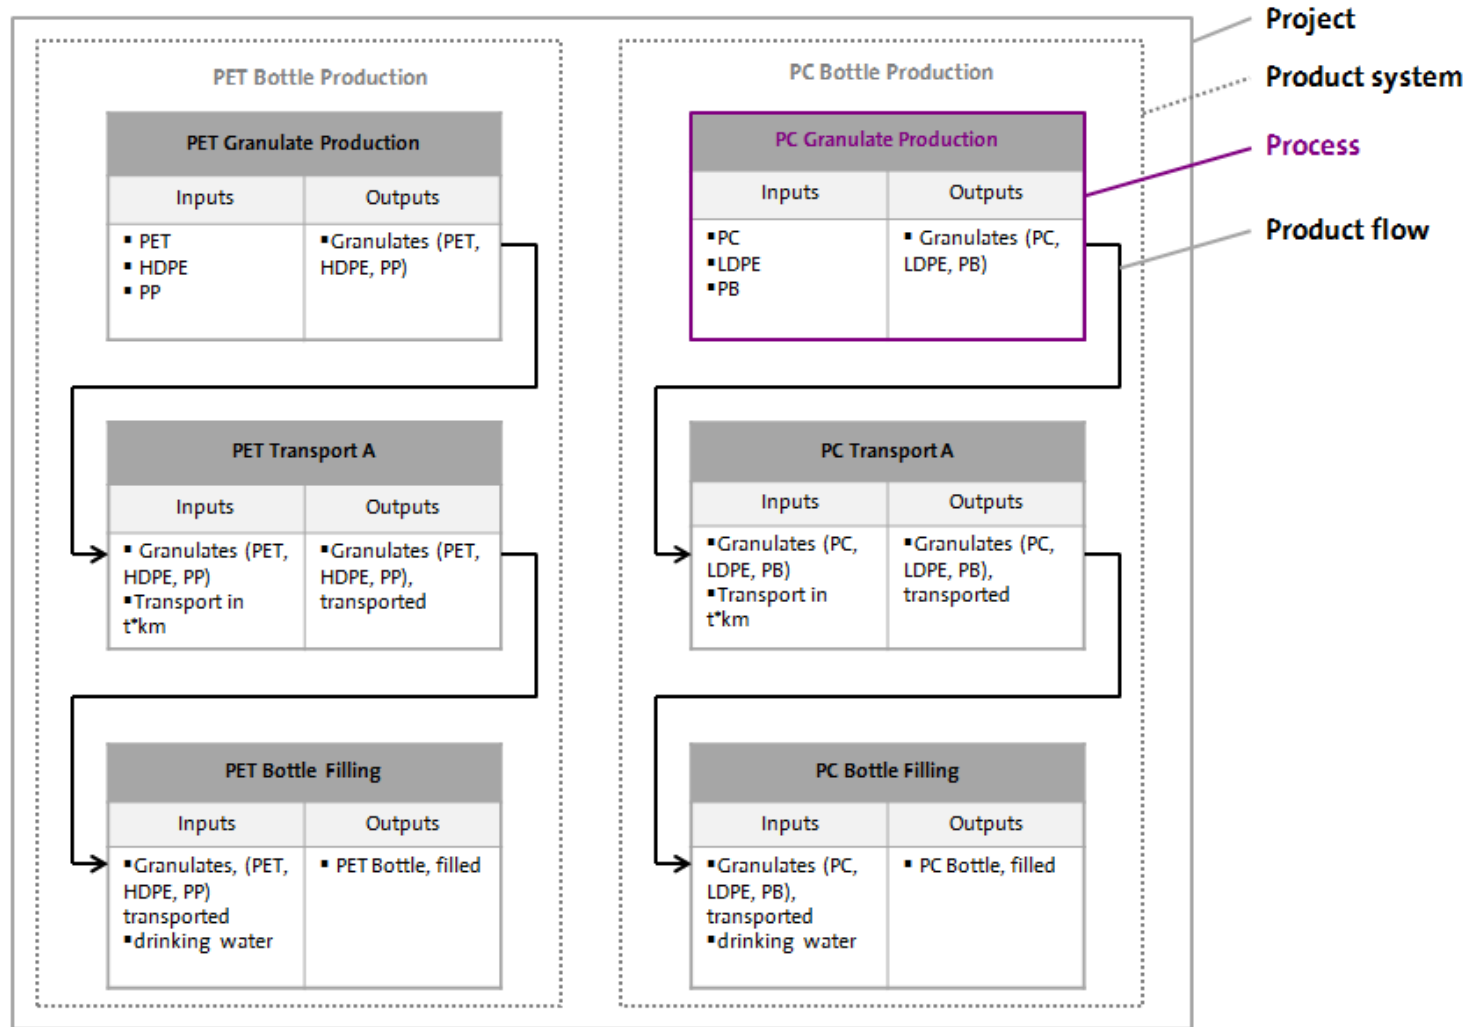 Project
Product system
Process
Product flow
PET Bottle Production
PET Granulate Production
Inputs
Outputs
▪ PET
▪ HDPE
▪ PP
▪Granulates (PET,
HDPE, PP)
PET Transport A
Inputs
Outputs
▪ Granulates (PET,
HDPE, PP)
▪Transport in
t*km
▪Granulates (PET,
HDPE, PP),
transported
PET Bottle Filling
Inputs
Outputs
▪Granulates, (PET,
HDPE, PP)
transported
▪drinking water
▪ PET Bottle, filled
PC Bottle Production
PC Granulate Production
Inputs
Outputs
▪PC
▪LDPE
▪PB
▪ Granulates (PC,
LDPE, PB)
PC Transport A
Inputs
Outputs
▪Granulates (PC,
LDPE, PB)
▪Transport in
t*km
▪Granulates (PC,
LDPE, PB),
transported
PC Bottle Filling
Inputs
Outputs
▪Granulates (PC,
LDPE, PB),
transported
▪drinking water
▪ PC Bottle, filled